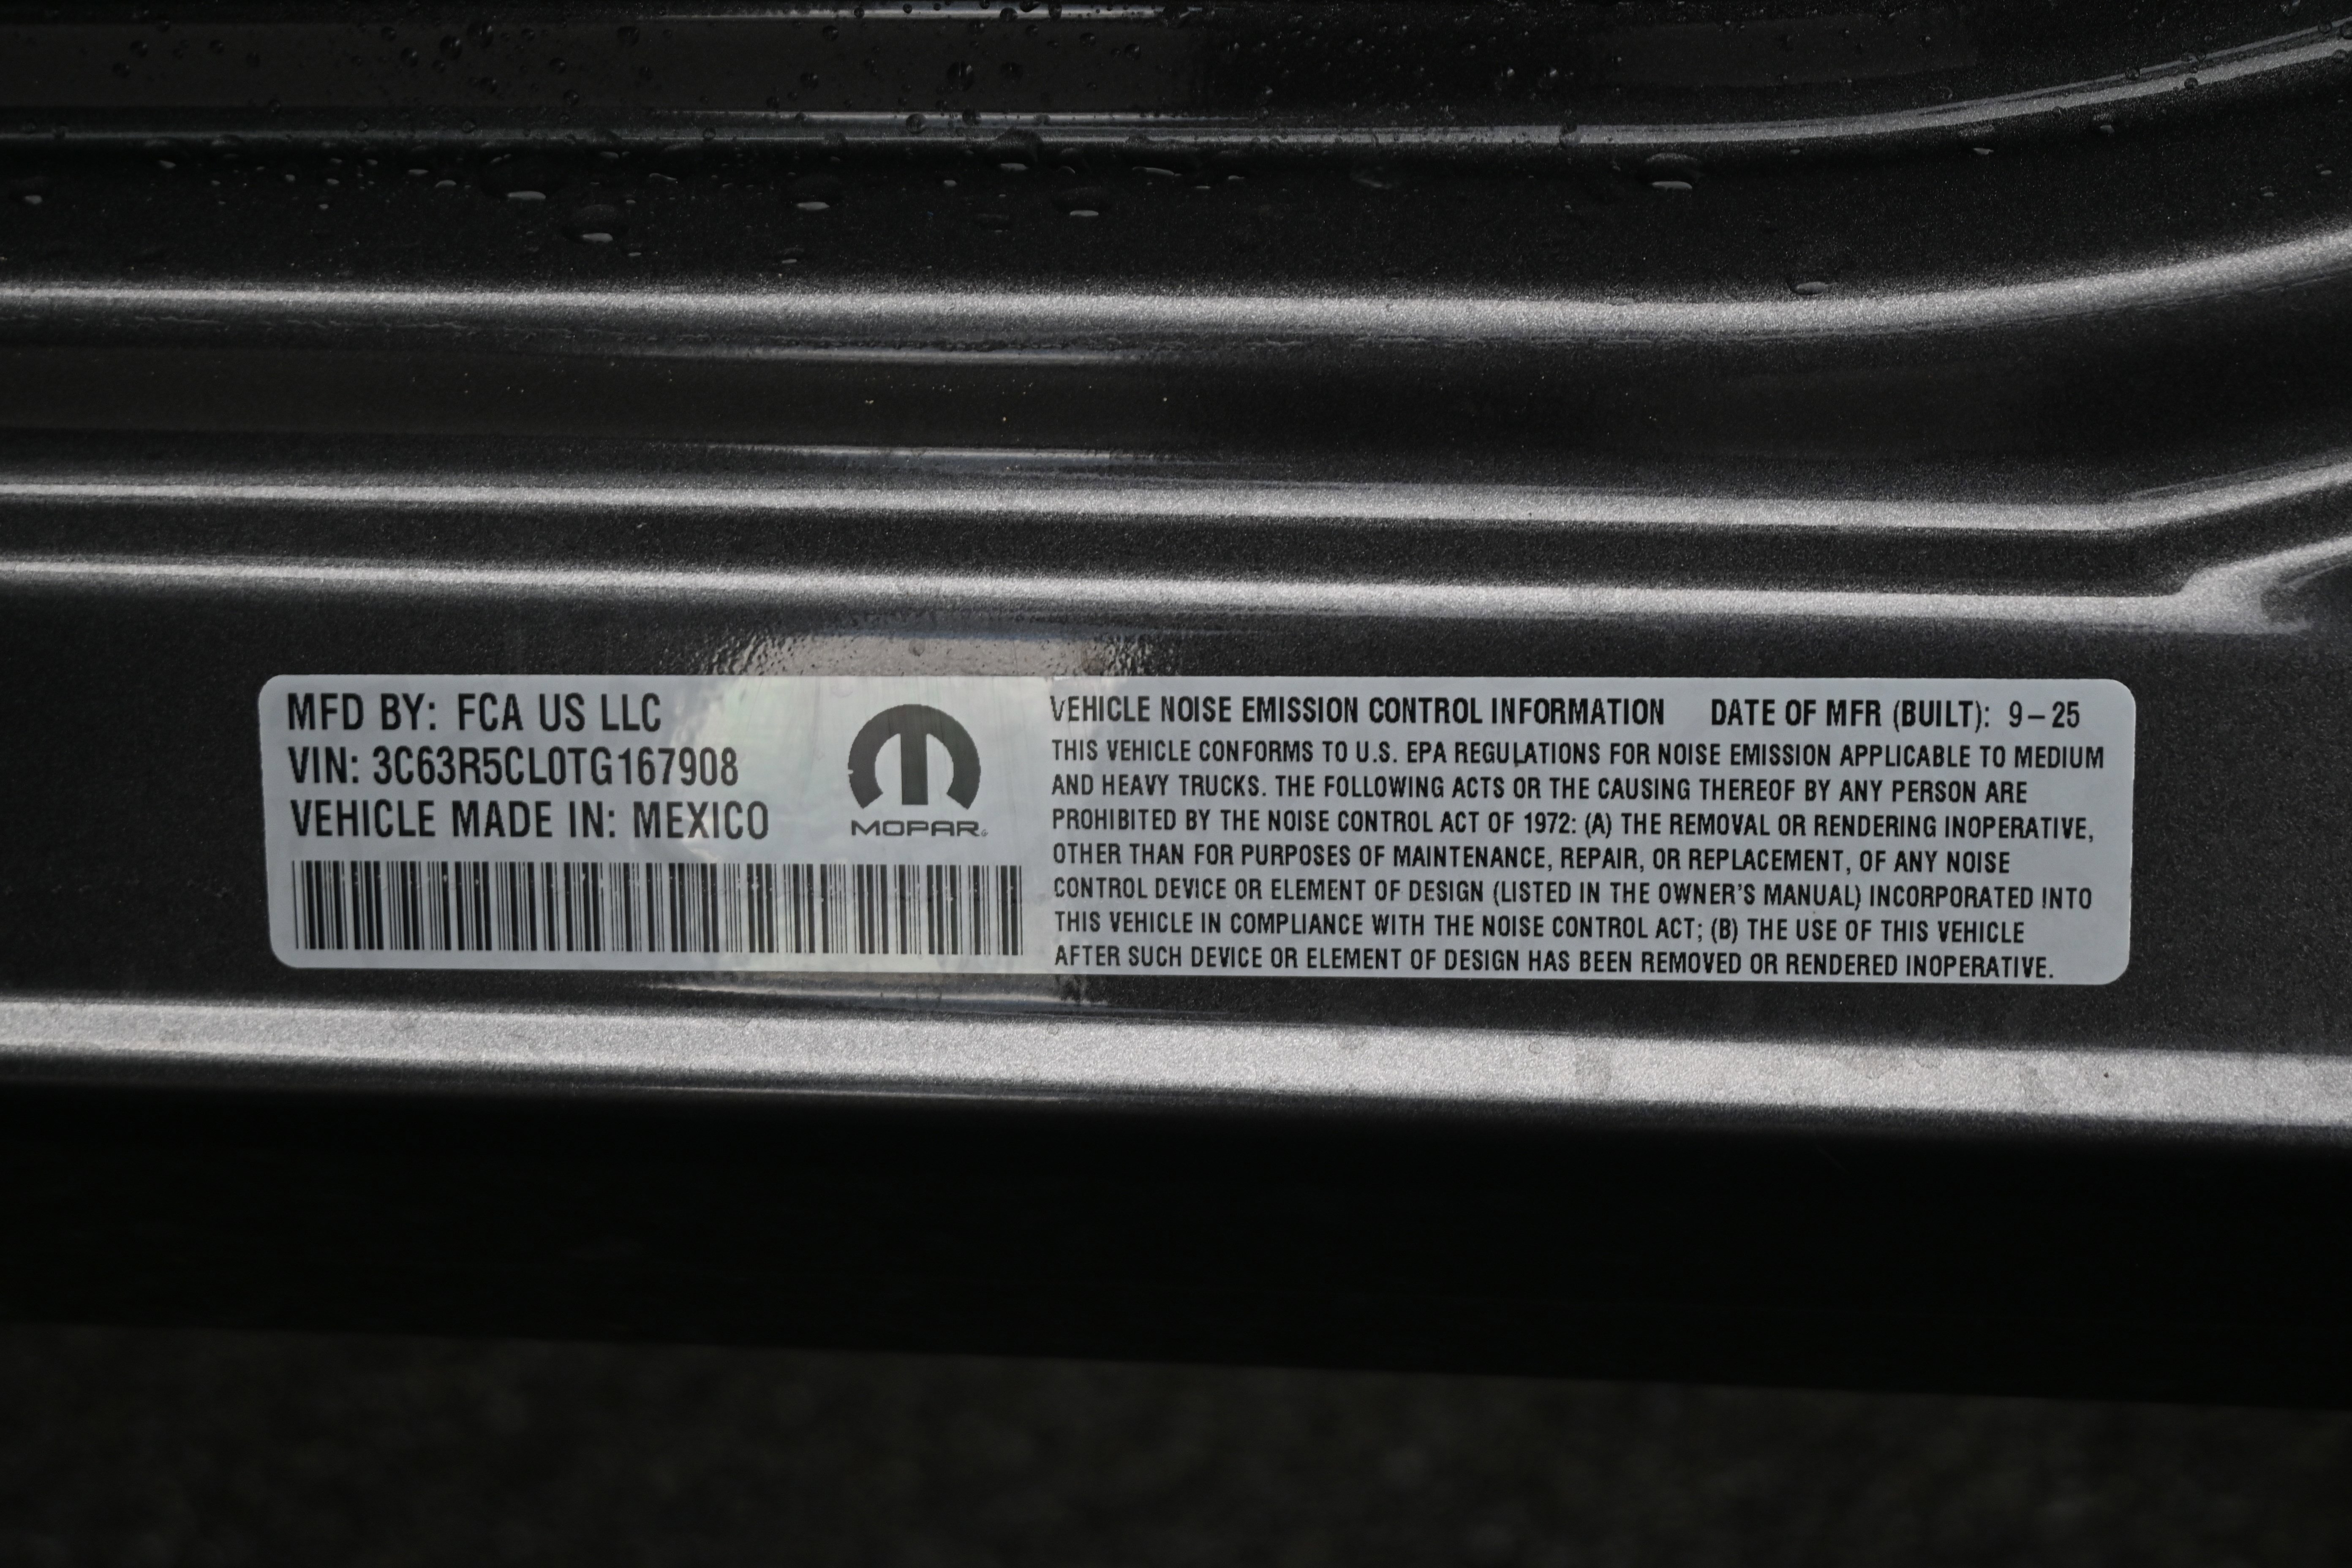 MFD BY: FCA US LLC
VIN: 3C63R5CL0TG167908
VEHICLE MADE IN: MEXICO
MOPAR®
VEHICLE NOISE EMISSION CONTROL INFORMATION DATE OF MFR (BUILT): 9-25
THIS VEHICLE CONFORMS TO U.S. EPA REGULATIONS FOR NOISE EMISSION APPLICABLE TO MEDIUM
AND HEAVY TRUCKS. THE FOLLOWING ACTS OR THE CAUSING THEREOF BY ANY PERSON ARE
PROHIBITED BY THE NOISE CONTROL ACT OF 1972: (A) THE REMOVAL OR RENDERING INOPERATIVE,
OTHER THAN FOR PURPOSES OF MAINTENANCE, REPAIR, OR REPLACEMENT, OF ANY NOISE
CONTROL DEVICE OR ELEMENT OF DESIGN (LISTED IN THE OWNER'S MANUAL) INCORPORATED INTO
THIS VEHICLE IN COMPLIANCE WITH THE NOISE CONTROL ACT; (B) THE USE OF THIS VEHICLE
AFTER SUCH DEVICE OR ELEMENT OF DESIGN HAS BEEN REMOVED OR RENDERED INOPERATIVE.